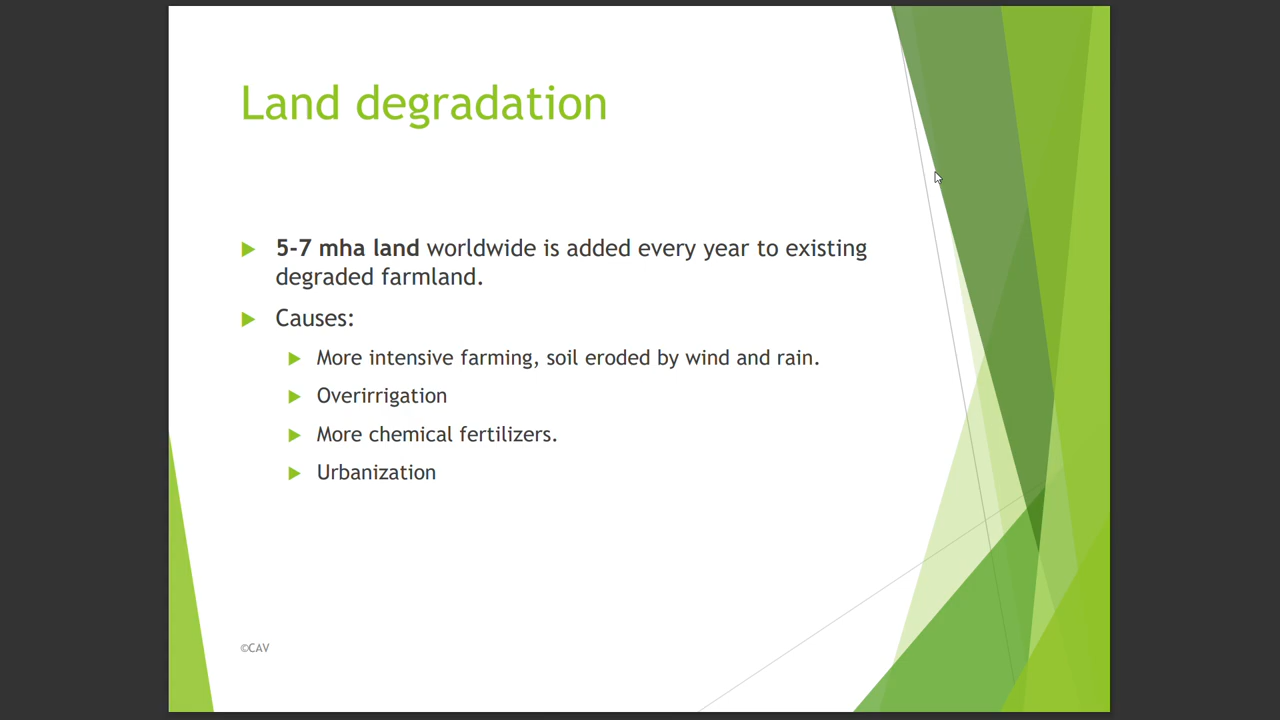 Land degradation
5-7 mha land worldwide is added every year to existing
degraded farmland.
Causes:
More intensive farming, soil eroded by wind and rain.
Overirrigation
More chemical fertilizers.
Urbanization
©CAV